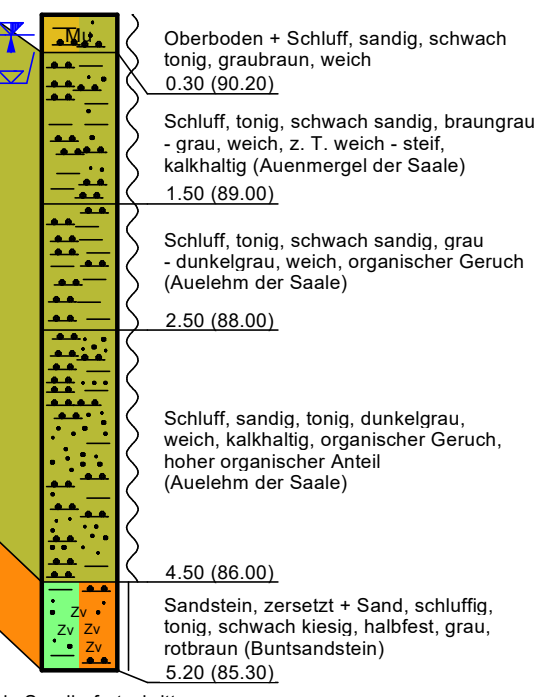 Mu
Oberboden + Schluff, sandig, schwach
tonig, graubraun, weich
0.30 (90.20)
Schluff, tonig, schwach sandig, braungrau
- grau, weich, z. T. weich - steif,
kalkhaltig (Auenmergel der Saale)
1.50 (89.00)
Schluff, tonig, schwach sandig, grau
- dunkelgrau, weich, organischer Geruch
(Auelehm der Saale)
2.50 (88.00)
Schluff, sandig, tonig, dunkelgrau,
weich, kalkhaltig, organischer Geruch,
hoher organischer Anteil
(Auelehm der Saale)
4.50 (86.00)
Zv
Zv Zv
Zv
Sandstein, zersetzt + Sand, schluffig,
tonig, schwach kiesig, halbfest, grau,
rotbraun (Buntsandstein)
5.20 (85.30)